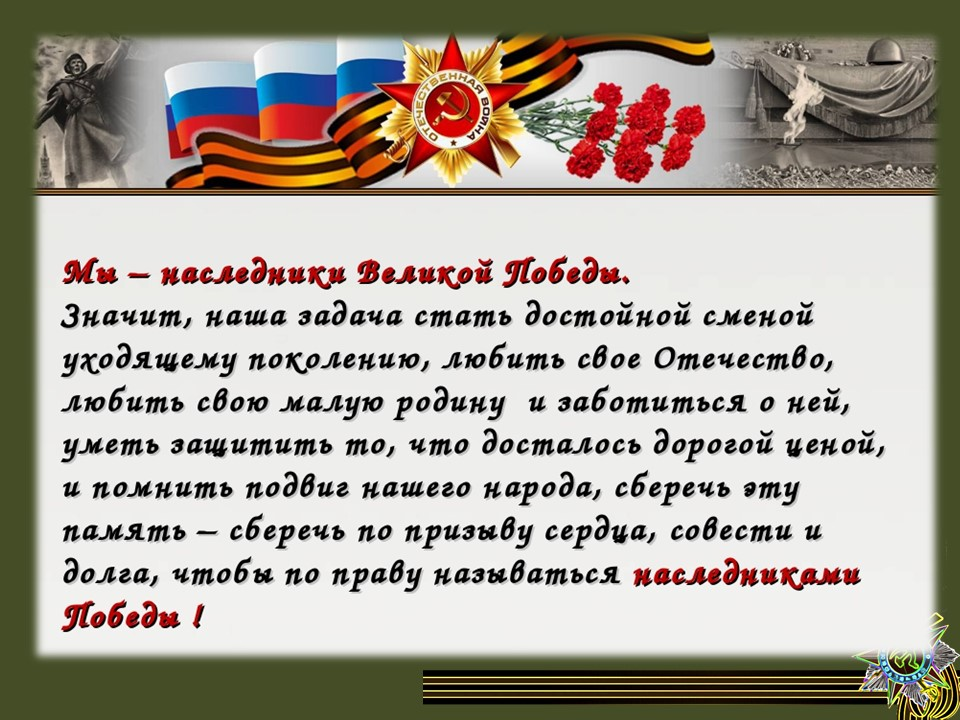 ОТЕЧЕСТВЕННАЯ ВОЙНА
Мы – наследники Великой Победы.
Значит, наша задача стать достойной сменой
уходящему поколению, любить свое Отечество,
любить свою малую родину и заботиться о ней,
уметь защитить то, что досталось дорогой ценой,
и помнить подвиг нашего народа, сберечь эту
память – сберечь по призыву сердца, совести и
долга, чтобы по праву называться наследниками
Победы !